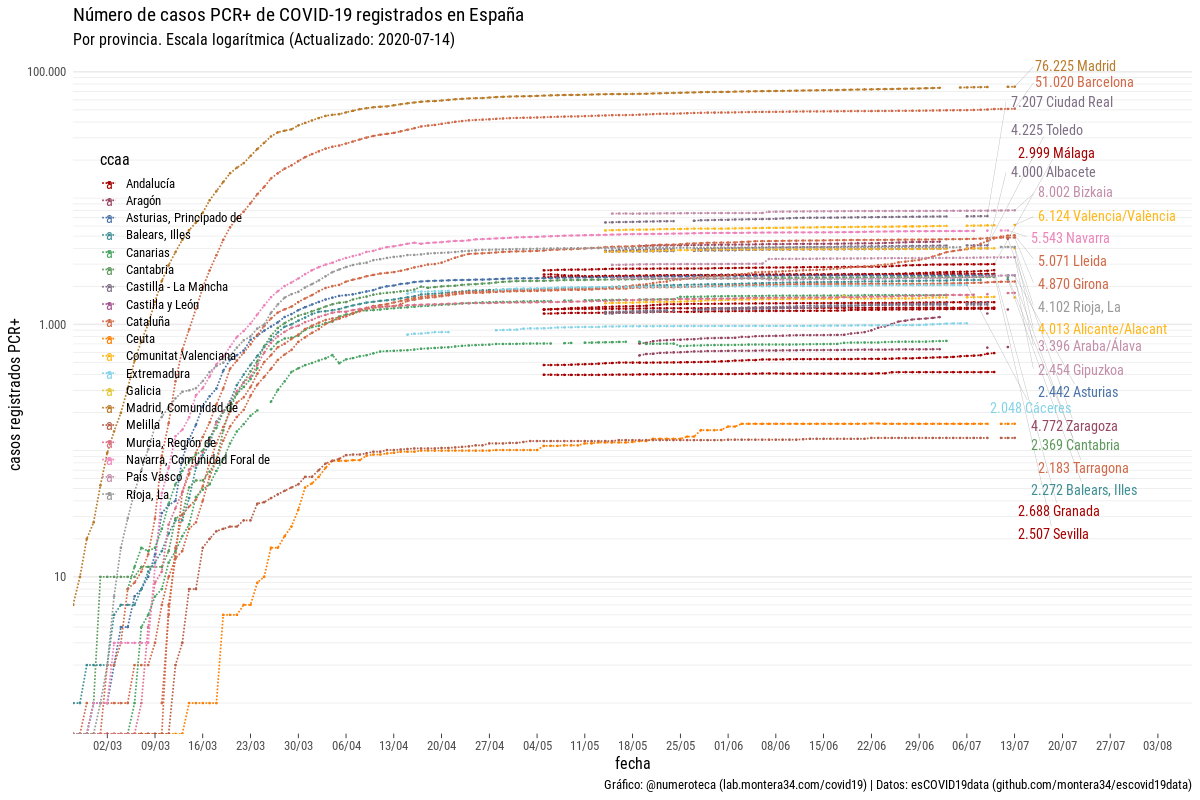 Número de casos PCR+ de COVID-19 registrados en España
Por provincia. Escala logarítmica (Actualizado: 2020-07-14)
casos registrados PCR+
100.000
1.000
10
ccaa
Andalucía
Aragón
Asturias, Principado de
Balears, Illes
Canarias
Cantabria
Castilla - La Mancha
Castilla y León
Cataluña
Ceuta
Comunitat Valenciana
Extremadura
Galicia
Madrid, Comunidad de
Melilla
Murcia, Región de
Navarra, Comunidad Foral de
País Vasco
Rioja, La
76.225 Madrid
51.020 Barcelona
7.207 Ciudad Real
4.225 Toledo
2.999 Málaga
4.000 Albacete
8.002 Bizkaia
6.124 Valencia/València
5.543 Navarra
5.071 Lleida
4.870 Girona
4.102 Rioja, La
4.013 Alicante/Alacant
3.396 Araba/Álava
2.454 Gipuzkoa
2.442 Asturias
2.048 Cáceres
4.772 Zaragoza
2.369 Cantabria
2.183 Tarragona
2.272 Balears, Illes
2.688 Granada
2.507 Sevilla
02/03 09/03 16/03 23/03 30/03 06/04 13/04 20/04 27/04 04/05 11/05 18/05 25/05 01/06 08/06 15/06 22/06 29/06 06/07 13/07 20/07 27/07 03/08
fecha
Gráfico: @numeroteca (lab.montera34.com/covid19) | Datos: esCOVID19data (github.com/montera34/escovid19data)